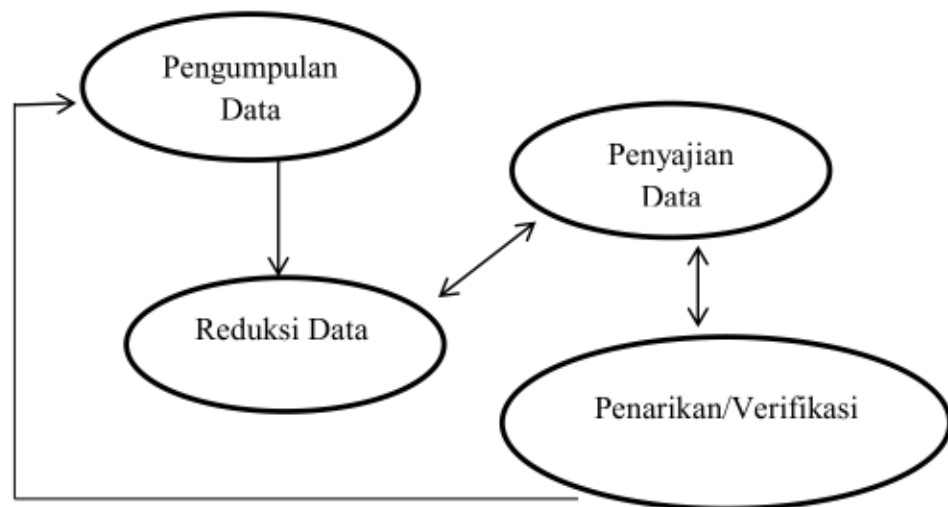 Pengumpulan
Data
Penyajian
Data
Reduksi Data
Penarikan/Verifikasi